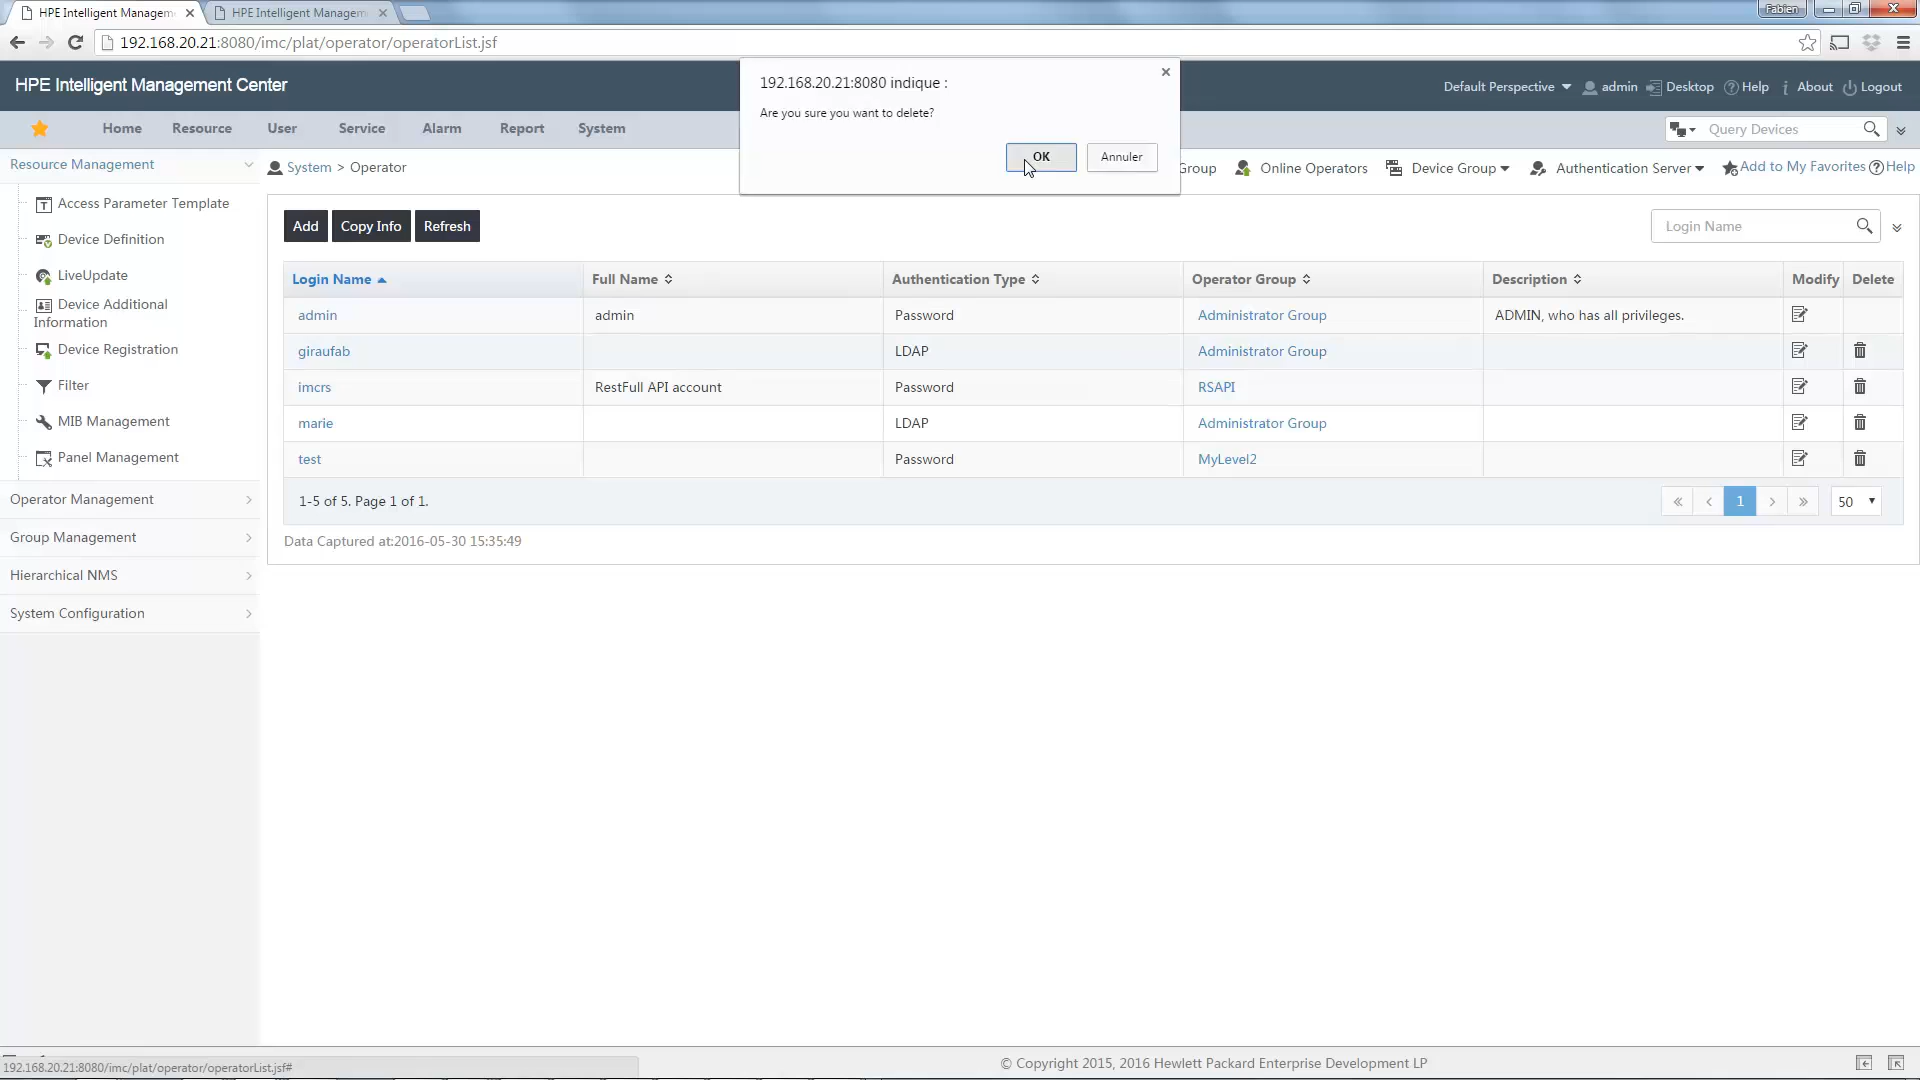 HPE Intelligent Managem
HPE Intelligent Managem
Fabien
192.168.20.21:8080/imc/plat/operator/operatorList.jsf
HPE Intelligent Management Center
Default Perspective
admin
Desktop
Help
About
Logout
192.168.20.21:8080 indique :
Are you sure you want to delete?
OK
Annuler
Home
Resource
User
Service
Alarm
Report
System
Query Devices
System > Operator
Group
Online Operators
Device Group
Authentication Server
Add to My Favorites
Help
Resource Management
Access Parameter Template
Device Definition
LiveUpdate
Device Additional
Information
Device Registration
Filter
MIB Management
Panel Management
Operator Management
Group Management
Hierarchical NMS
System Configuration
Add
Copy Info
Refresh
Login Name
Login Name Full Name Authentication Type Operator Group Description Modify Delete
admin admin Password Administrator Group ADMIN, who has all privileges.
giraufab LDAP Administrator Group
imcrs RestFull API account Password RSAPI
marie LDAP Administrator Group
test Password MyLevel2
1-5 of 5. Page 1 of 1.
« ‹ 1 › » 50
Data Captured at:2016-05-30 15:35:49
© Copyright 2015, 2016 Hewlett Packard Enterprise Development LP
192.168.20.21:8080/imc/plat/operator/operatorList.jsf#